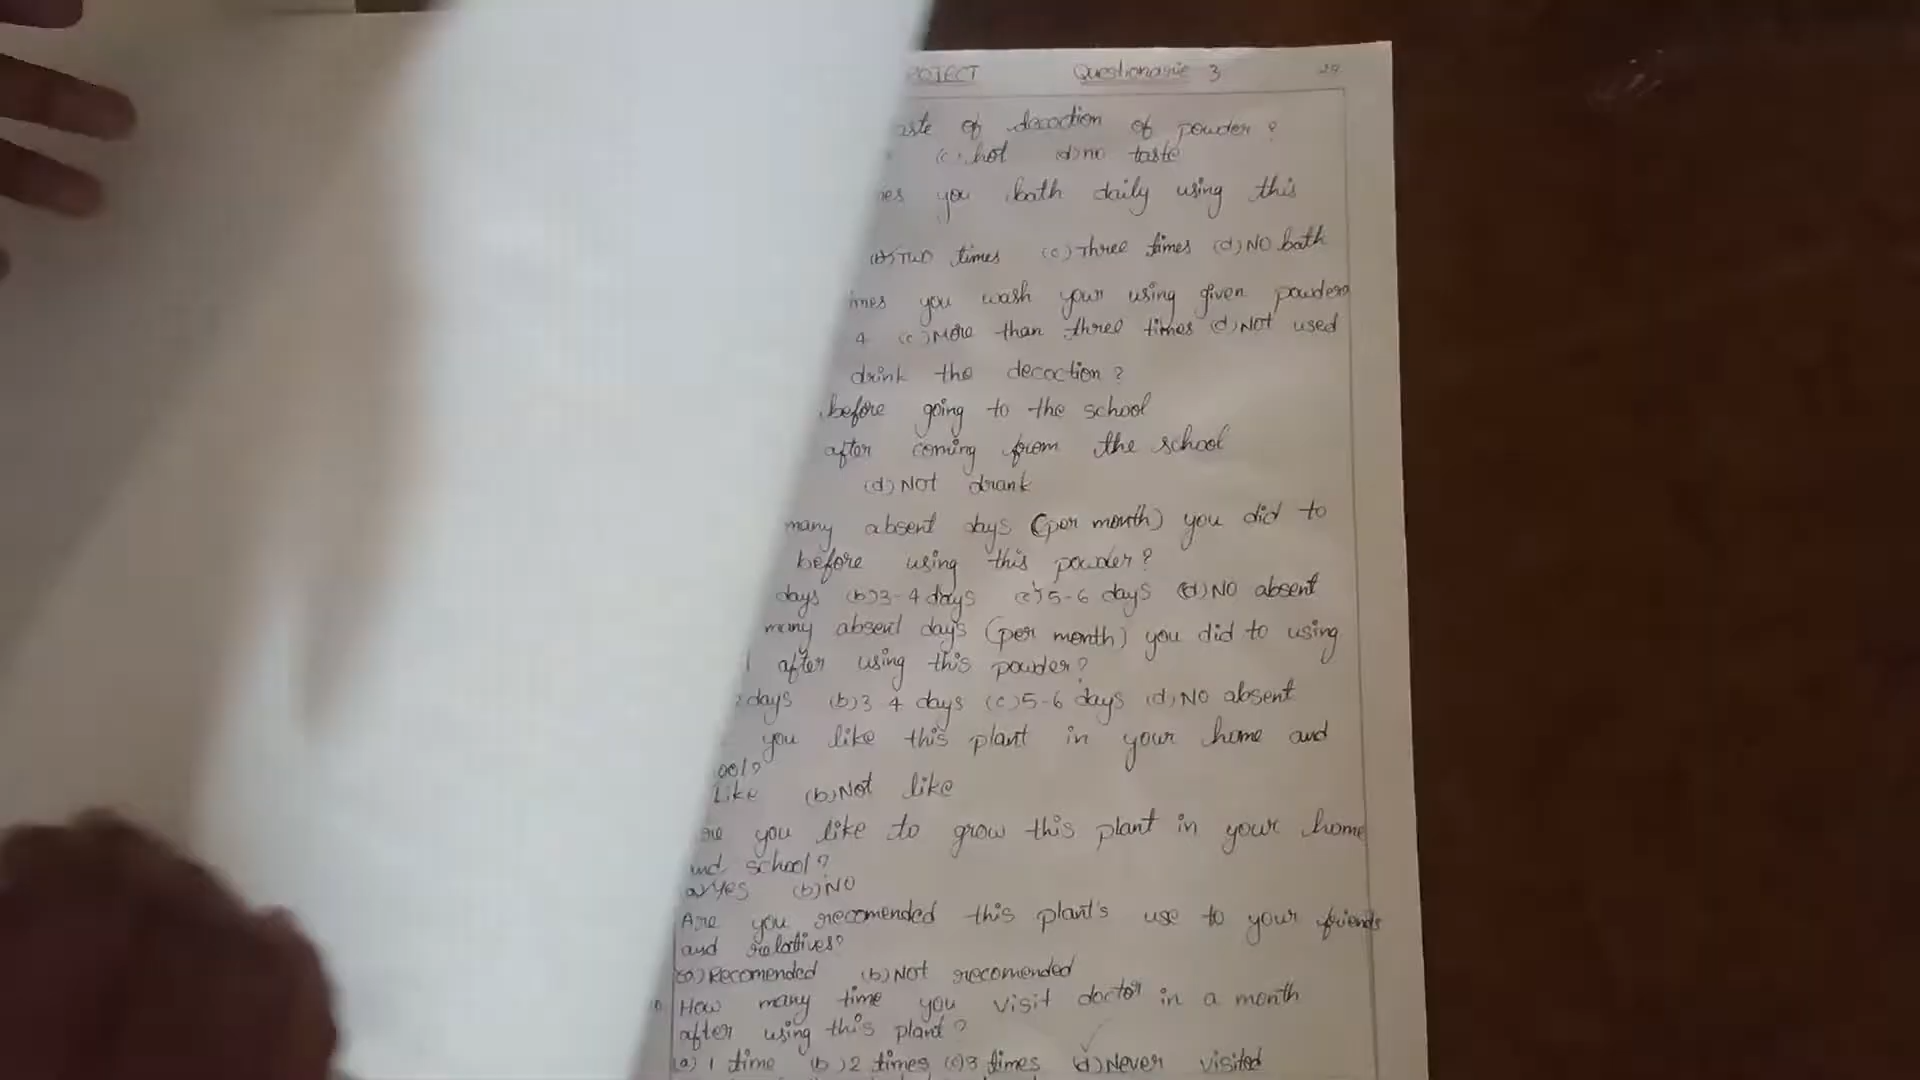 Questionarie 3 29
of decoction of powder?
(c) hot (d) no taste
you bath daily using this
(b) Two times (c) Three times (d) NO bath
you wash your using given powders
4 (c) More than three times (d) Not used
drink the decoction?
before going to the school
after coming from the school
(d) Not drank
many absent days (per month) you did to
before using this powder?
days (b) 3-4 days (c) 5-6 days (d) NO absent
many absent days (per month) you did to using
after using this powder?
days (b) 3 4 days (c) 5-6 days (d) NO absent
you like this plant in your home and
Like (b) Not like
you like to grow this plant in your home
school?
(a) Yes (b) NO
Are you recomended this plant's use to your friends
and relatives?
(a) Recomended (b) Not recomended
How many time you visit doctor in a month
after using this plant?
(a) 1 time (b) 2 times (c) 3 times (d) Never visited